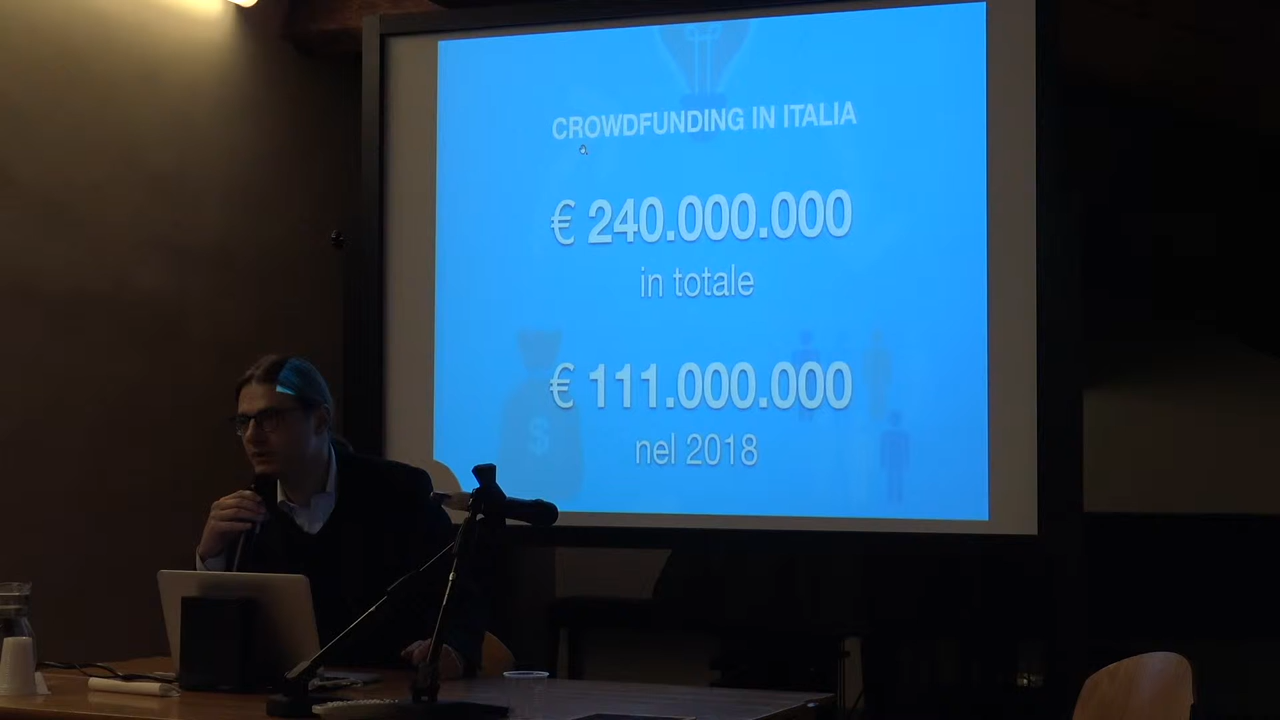 CROWDFUNDING IN ITALIA
€ 240.000.000
in totale
€ 111.000.000
nel 2018
$